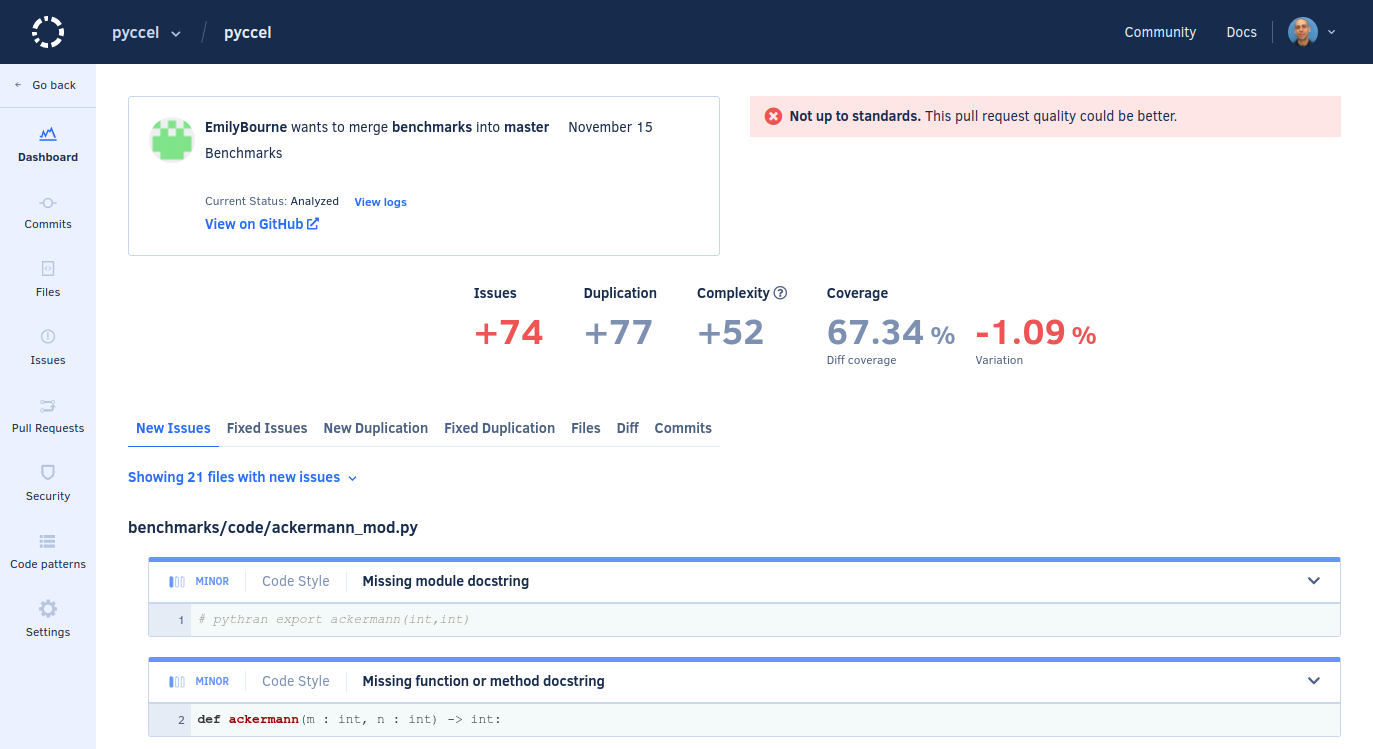 pyccel / pyccel Community Docs
← Go back
Dashboard
Commits
Files
Issues
Pull Requests
Security
Code patterns
Settings
EmilyBourne wants to merge benchmarks into master November 15
Benchmarks
Current Status: Analyzed View logs
View on GitHub
Not up to standards. This pull request quality could be better.
Issues Duplication Complexity ? Coverage
+74 +77 +52 67.34 % -1.09 %
Diff coverage Variation
New Issues Fixed Issues New Duplication Fixed Duplication Files Diff Commits
Showing 21 files with new issues
benchmarks/code/ackermann_mod.py
MINOR Code Style Missing module docstring
1 # pythran export ackermann(int,int)
MINOR Code Style Missing function or method docstring
2 def ackermann(m : int, n : int) -> int: